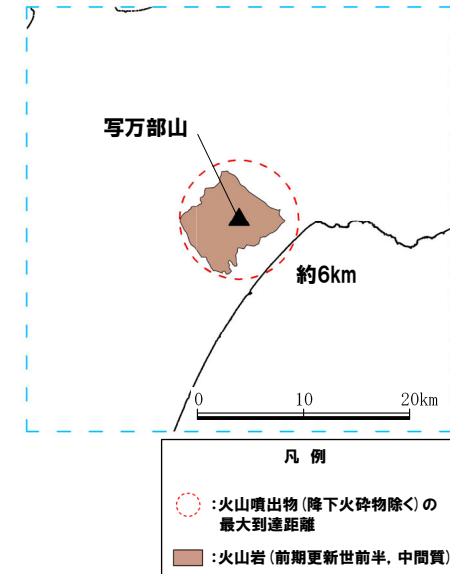 写万部山
約6km
0 10 20km
凡 例
:火山噴出物(降下火砕物除く)の
最大到達距離
:火山岩(前期更新世前半, 中間質)